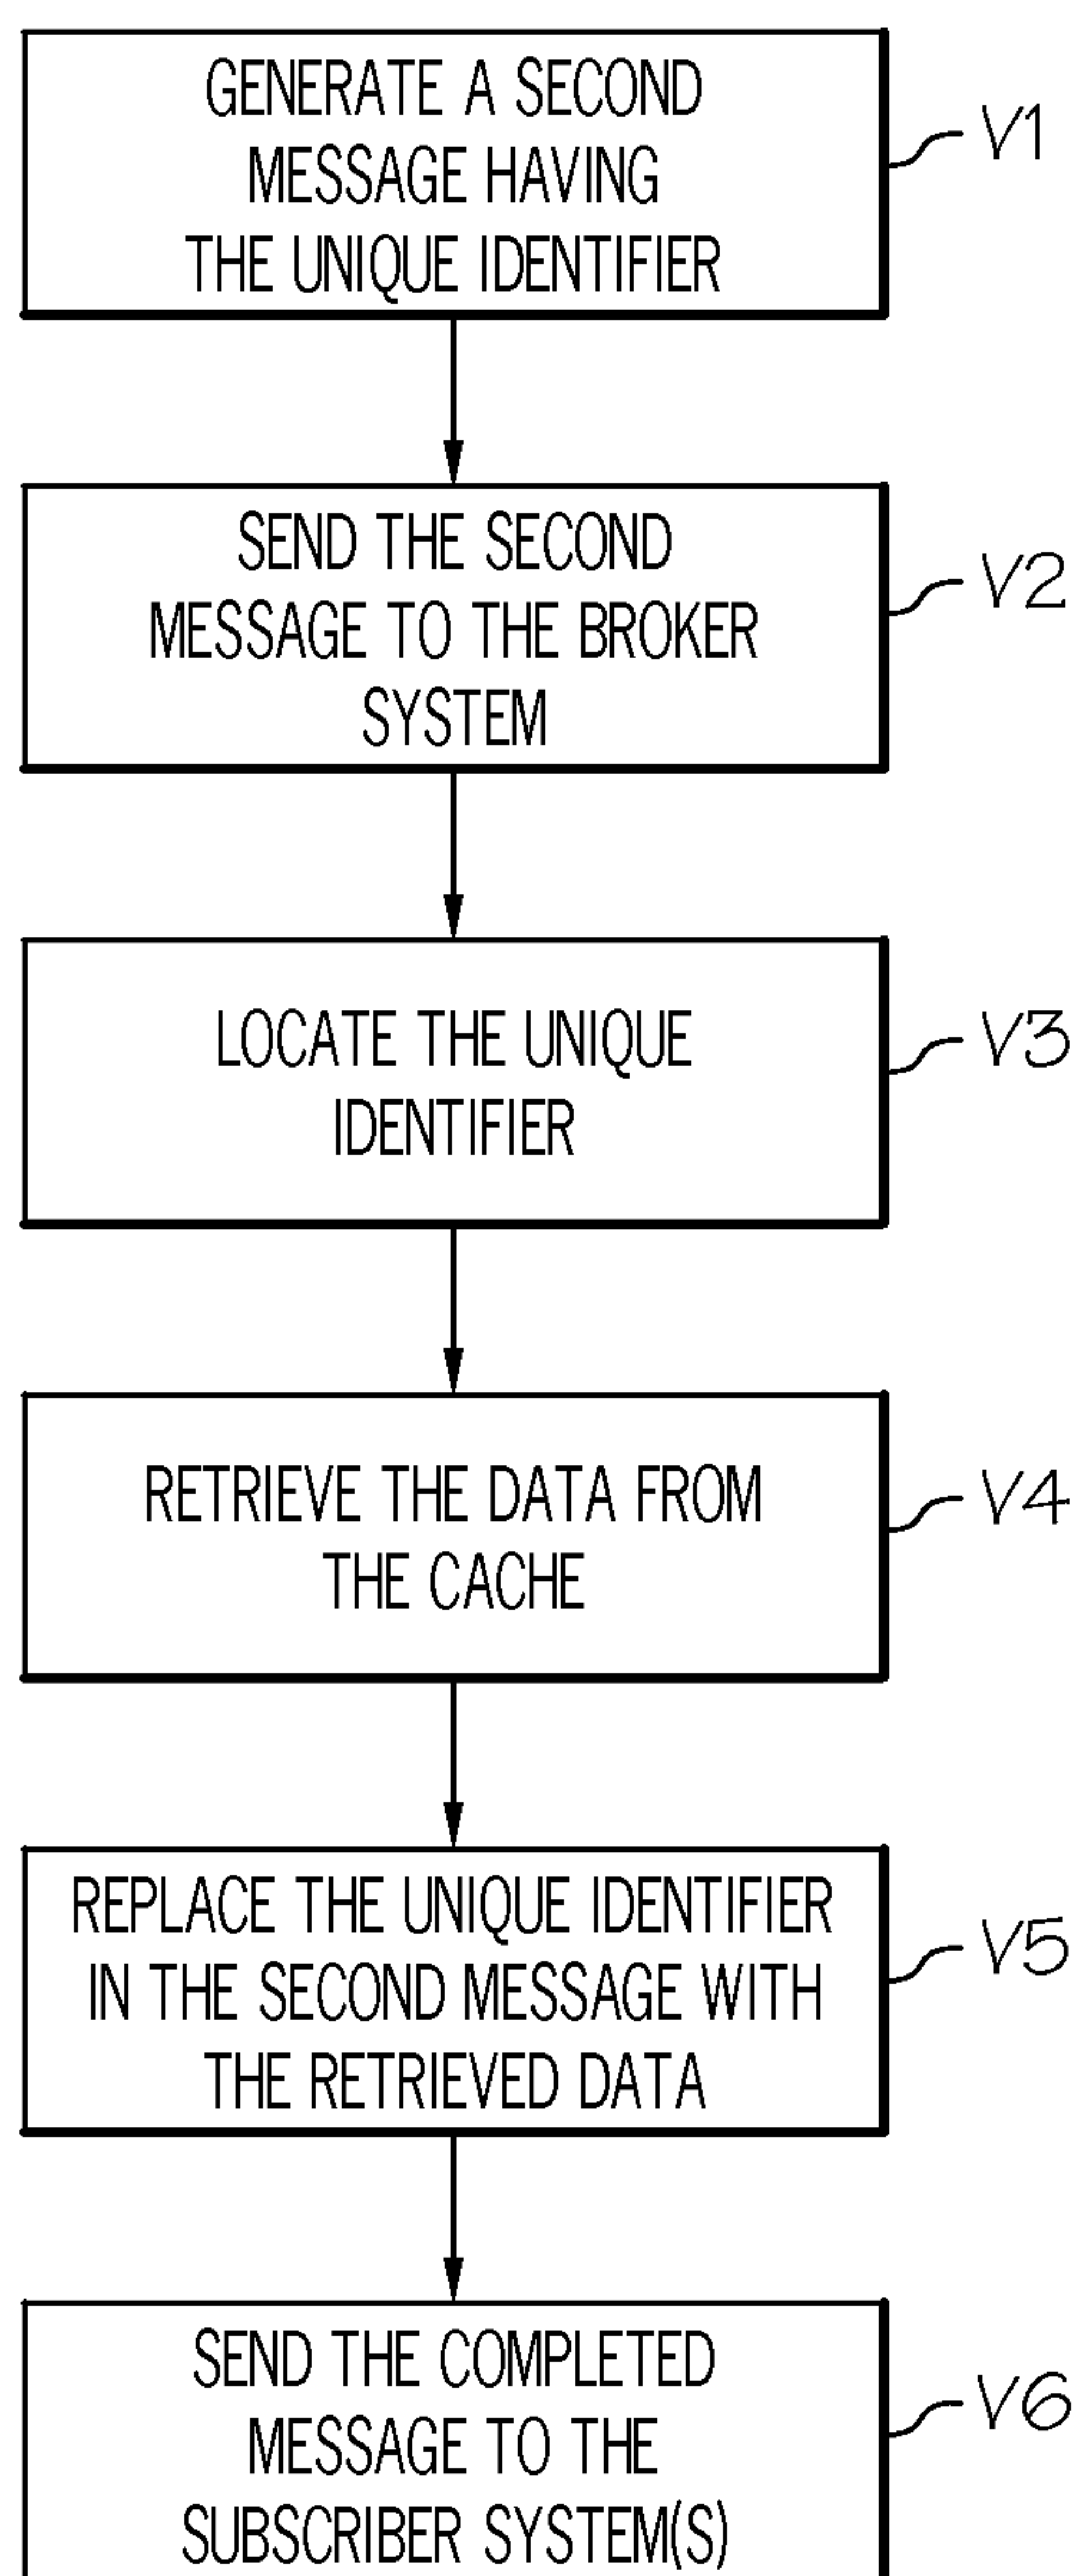 GENERATE A SECOND
MESSAGE HAVING
THE UNIQUE IDENTIFIER
V1
SEND THE SECOND
MESSAGE TO THE BROKER
SYSTEM
V2
LOCATE THE UNIQUE
IDENTIFIER
V3
RETRIEVE THE DATA FROM
THE CACHE
V4
REPLACE THE UNIQUE IDENTIFIER
IN THE SECOND MESSAGE WITH
THE RETRIEVED DATA
V5
SEND THE COMPLETED
MESSAGE TO THE
SUBSCRIBER SYSTEM(S)
V6